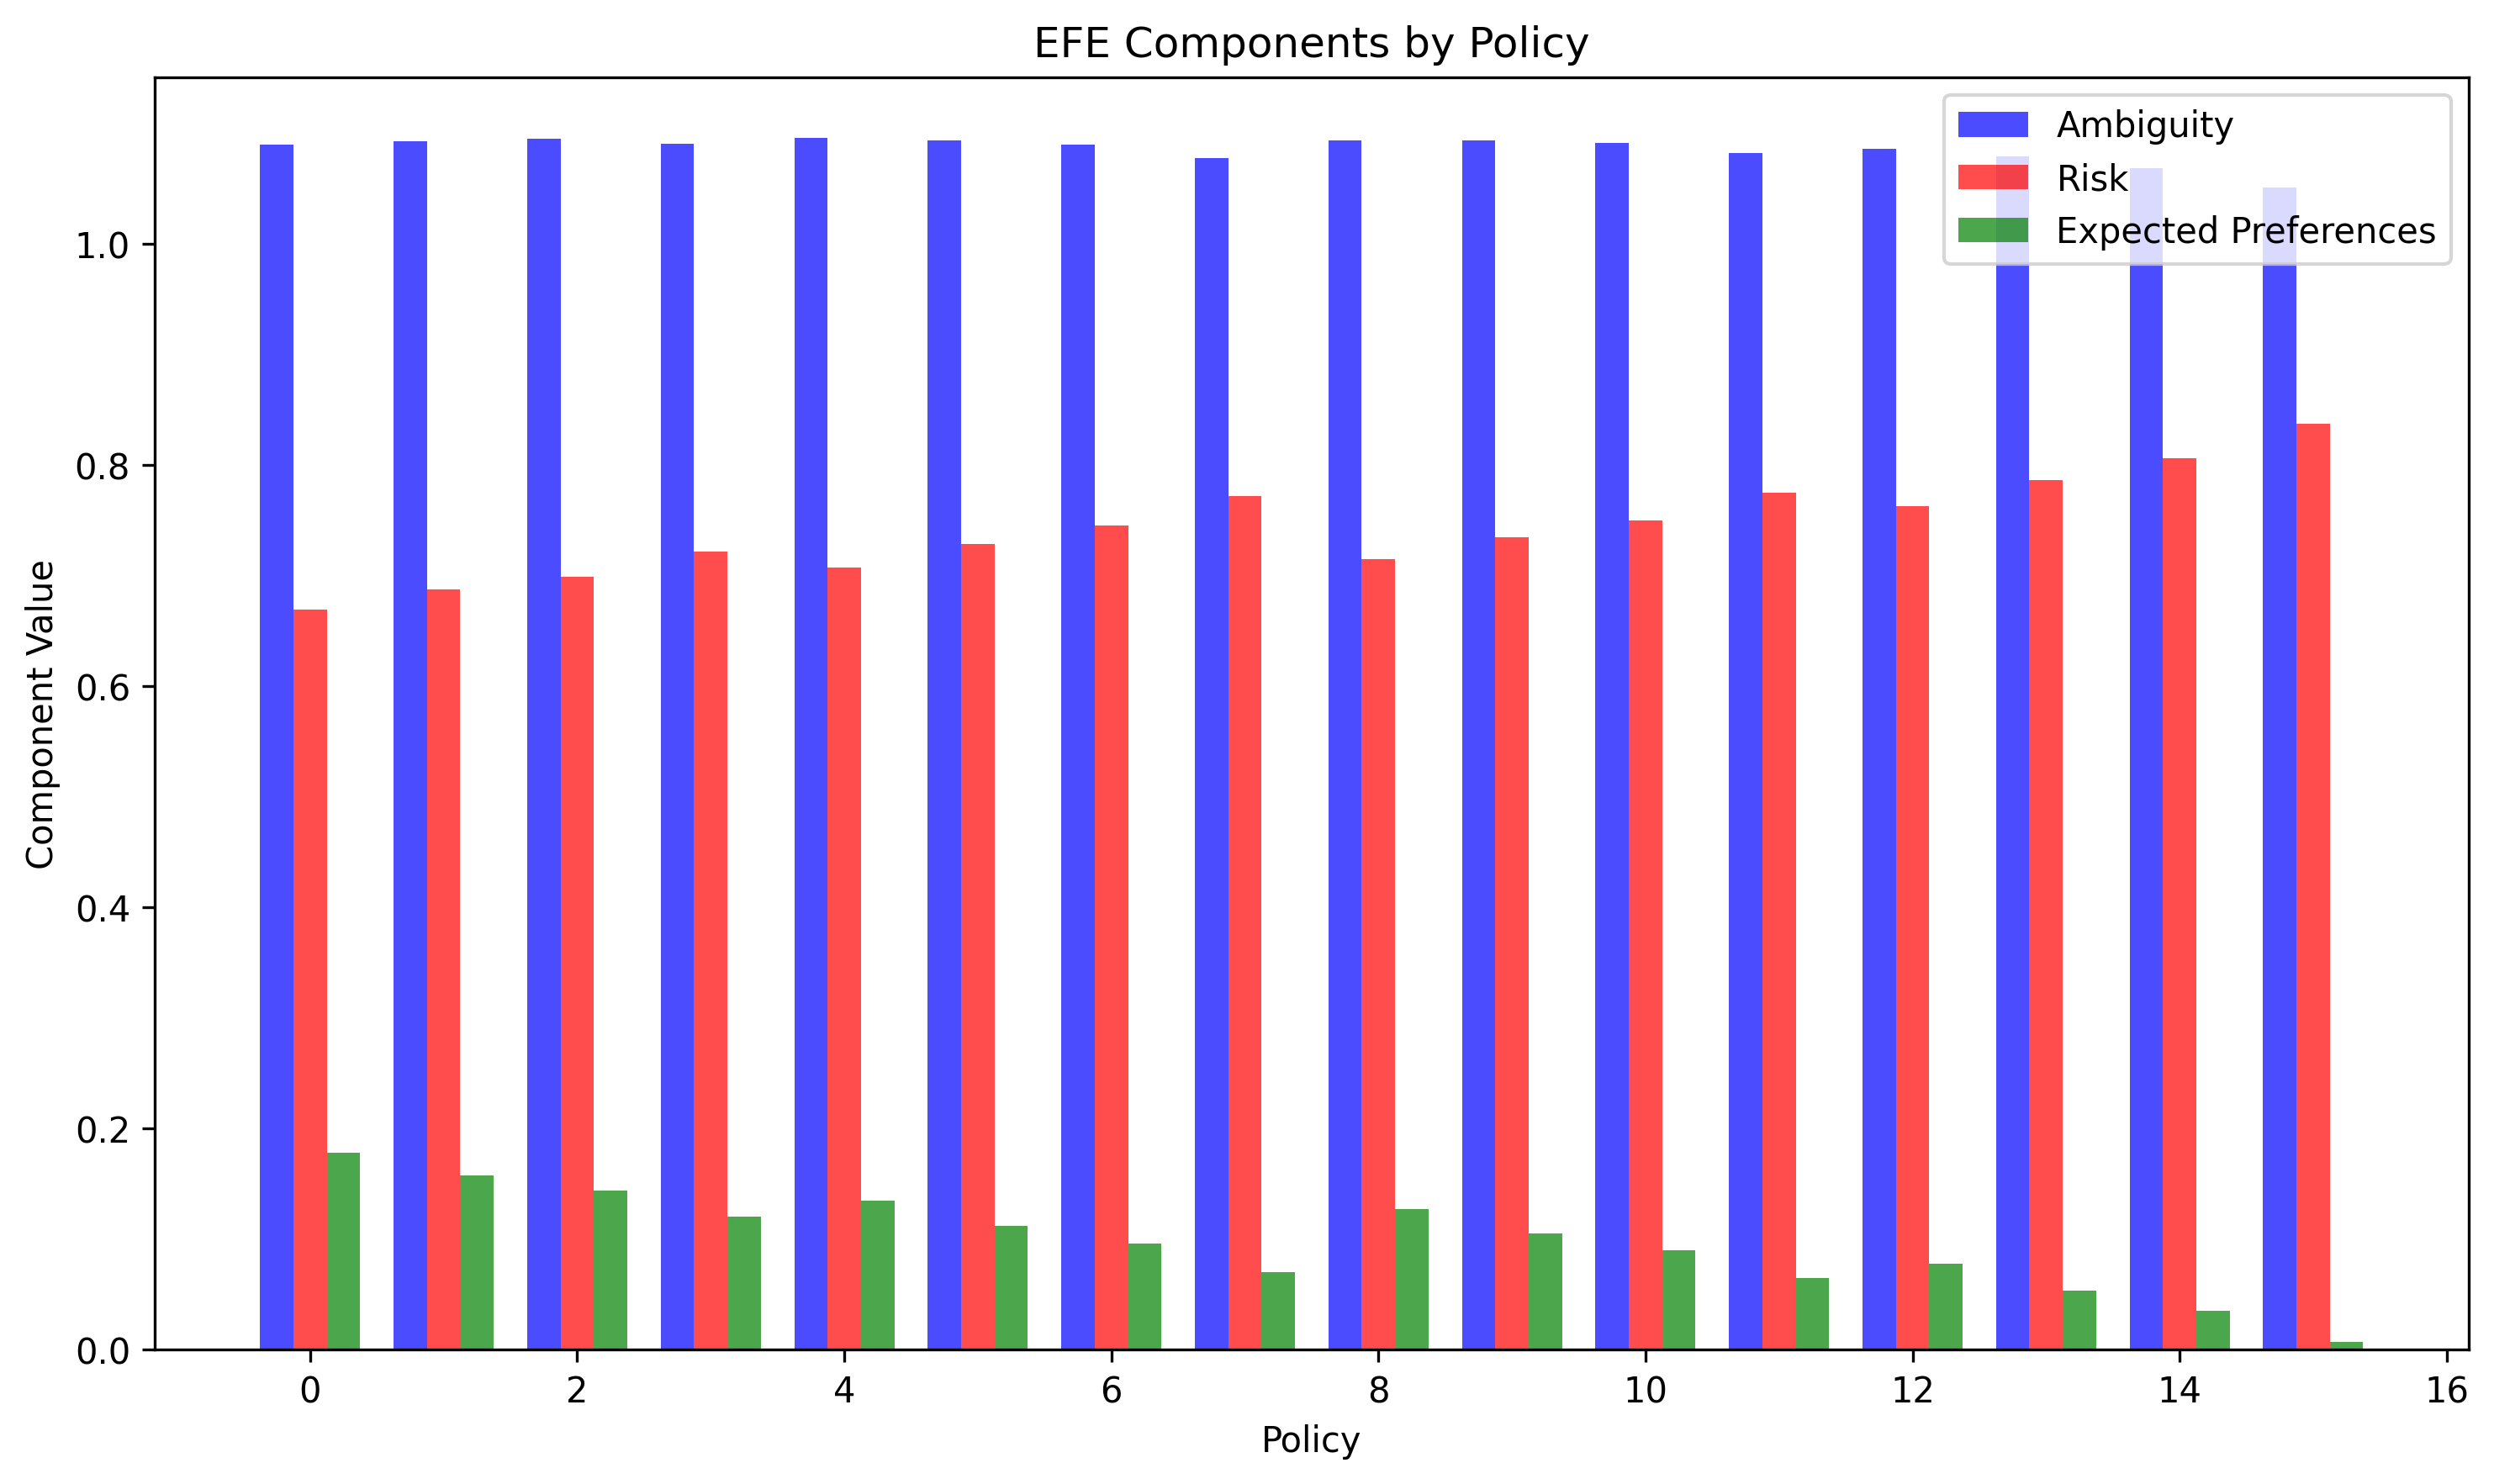 EFE Components by Policy
Ambiguity
Risk
Expected Preferences
Component Value
1.0
0.8
0.6
0.4
0.2
0.0
0 2 4 6 8 10 12 14 16
Policy